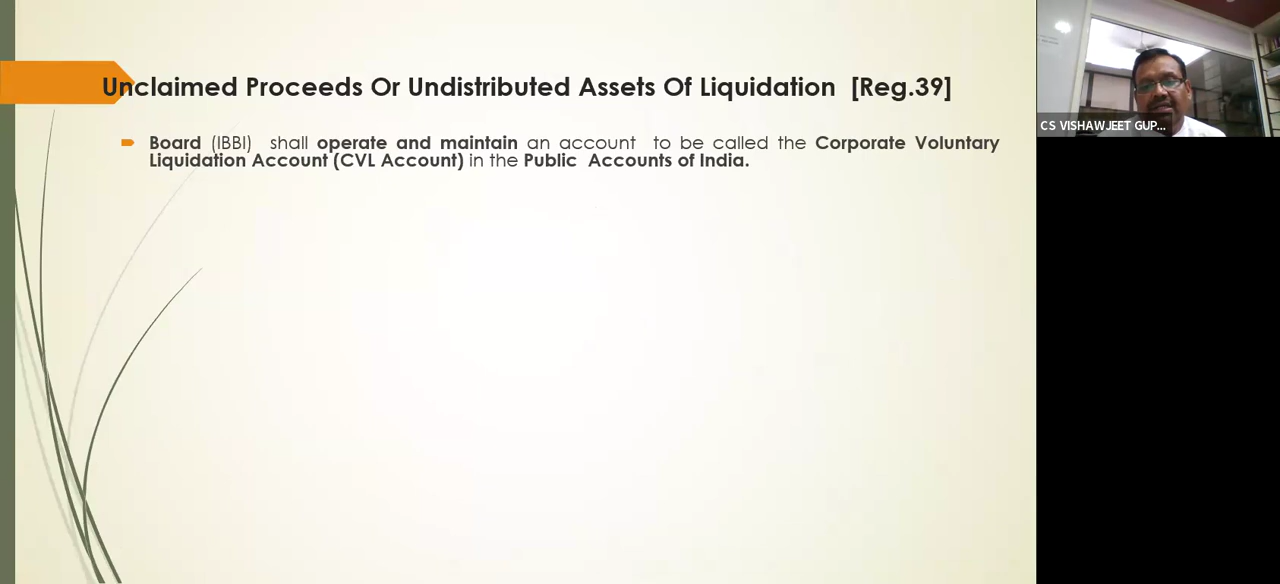 Unclaimed Proceeds Or Undistributed Assets Of Liquidation [Reg.39]
Board (IBBI) shall operate and maintain an account to be called the Corporate Voluntary
Liquidation Account (CVL Account) in the Public Accounts of India.
CS VISHAWJEET GUP...